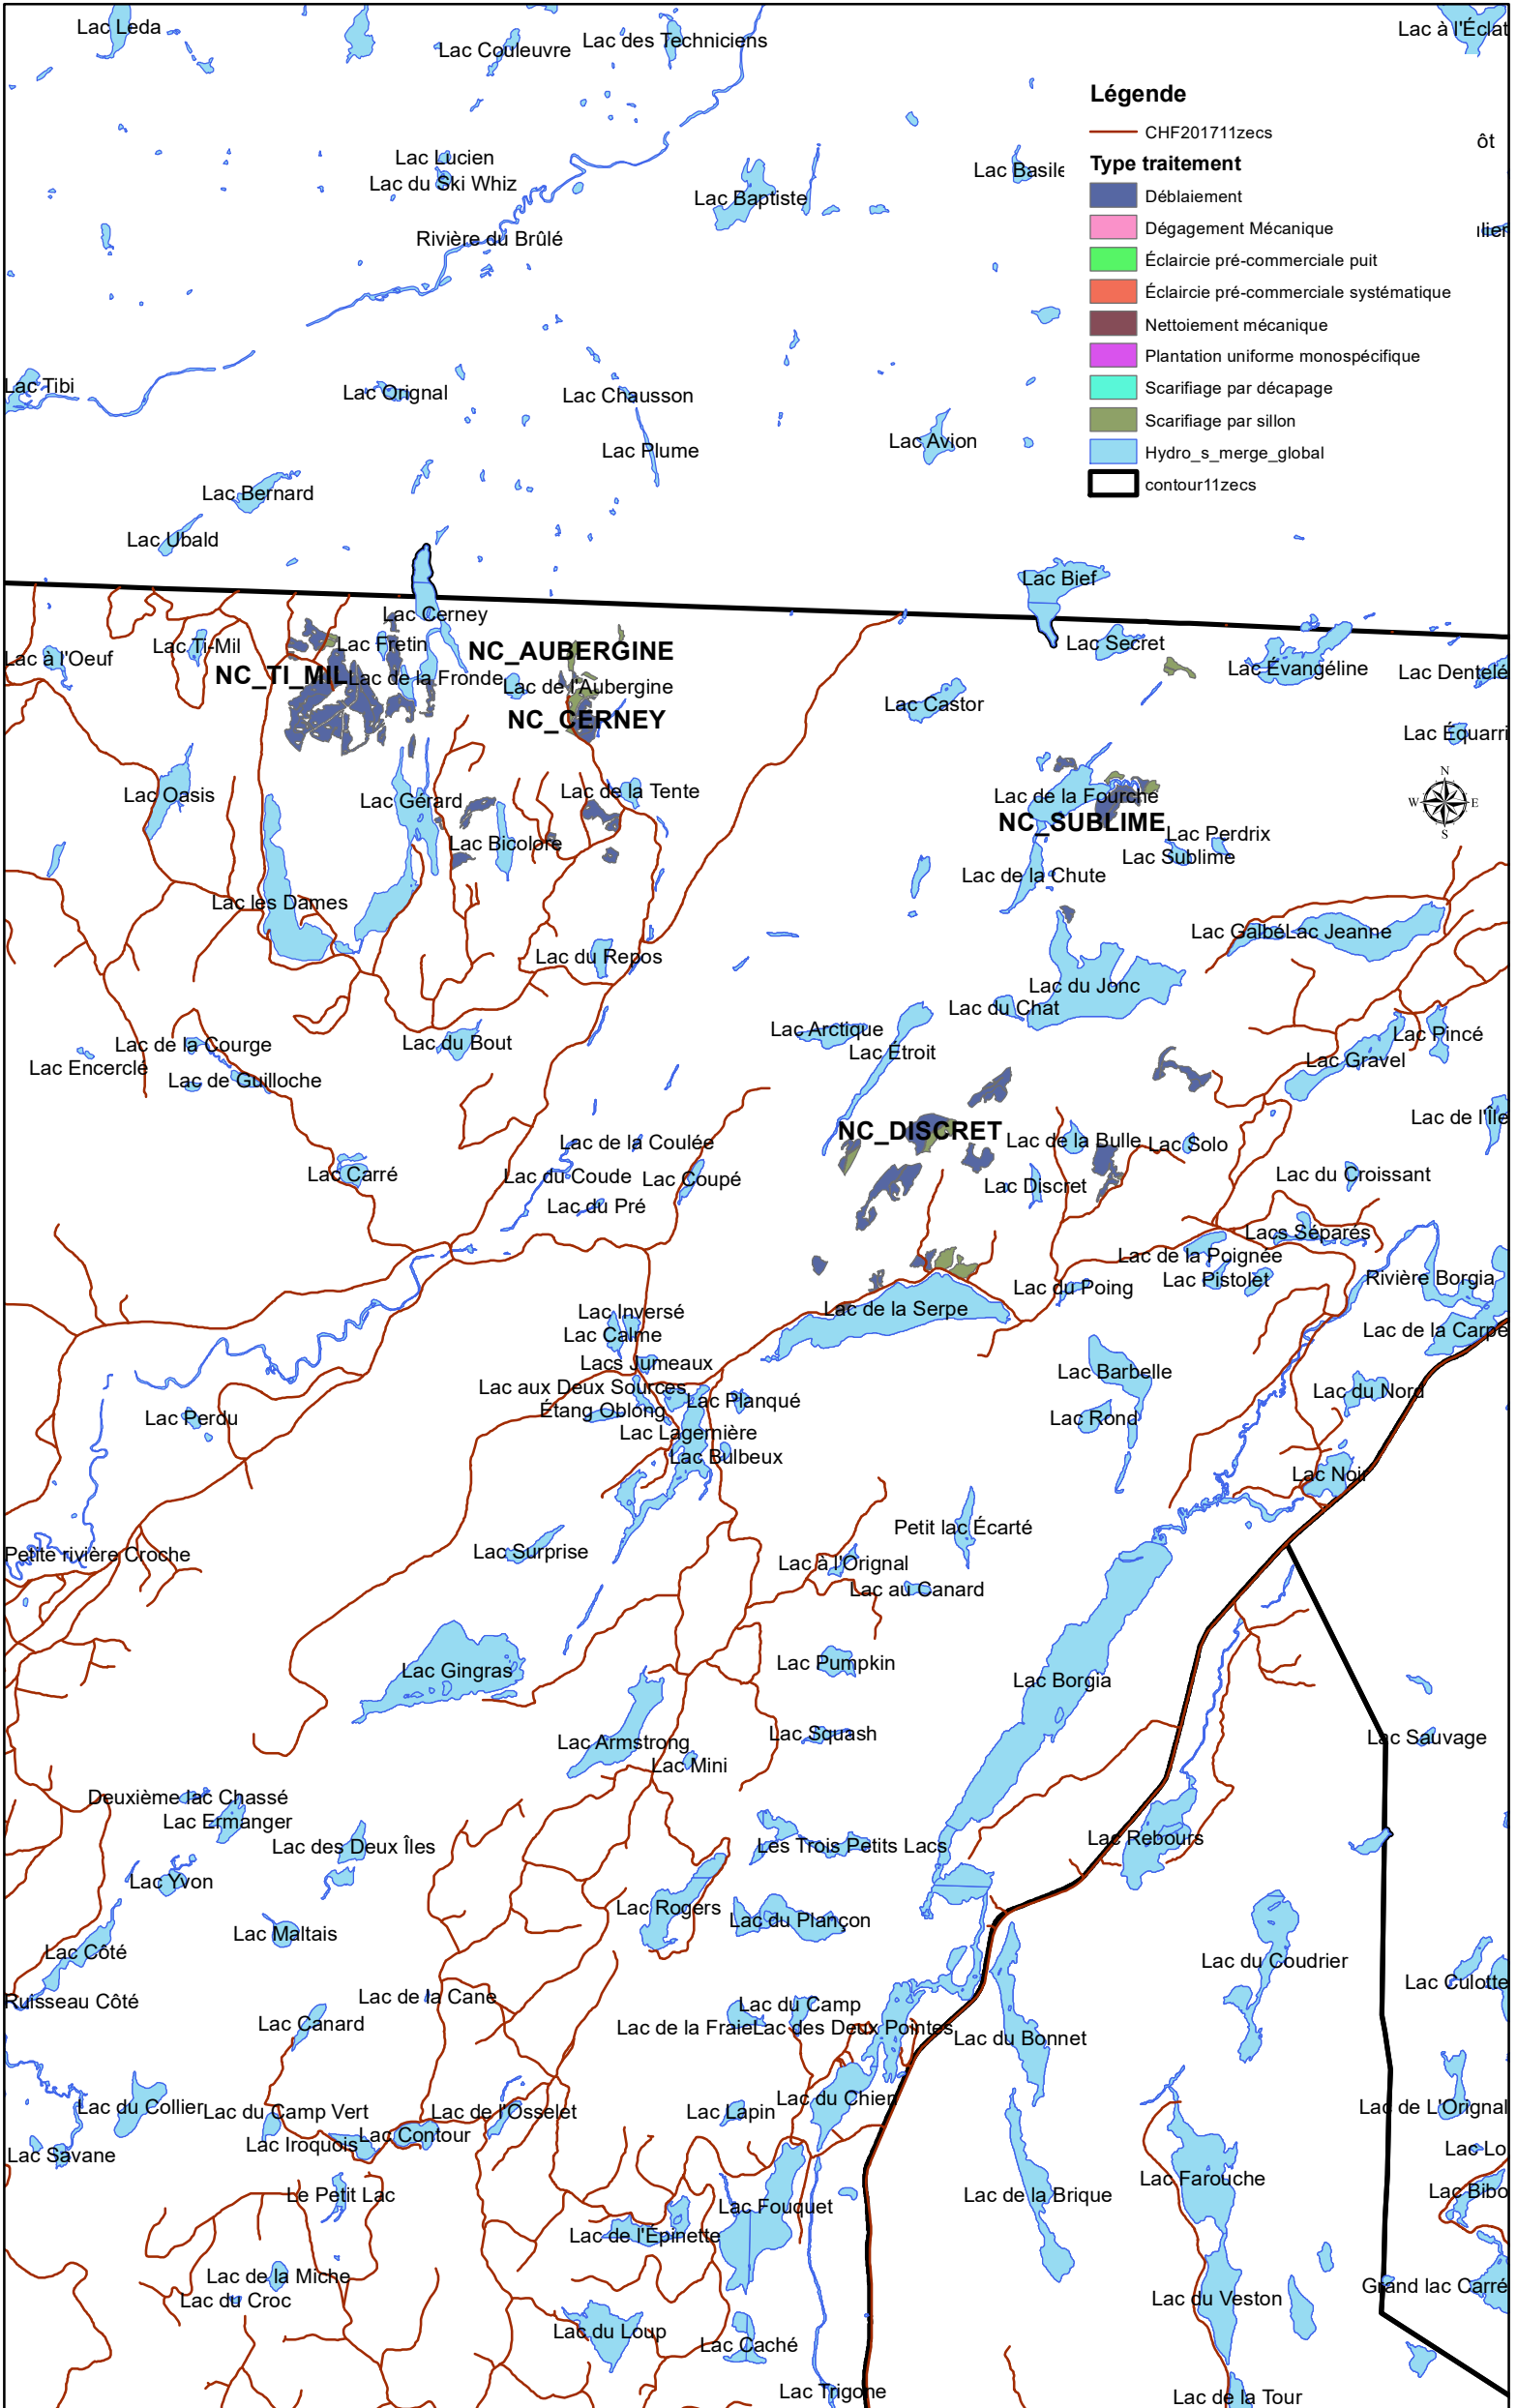 Lac Leda
Lac Couleuvre
Lac des Techniciens
Lac à l'Éclat
Légende
CHF201711zecs
Type traitement
Déblaiement
Dégagement Mécanique
Éclaircie pré-commerciale puit
Éclaircie pré-commerciale systématique
Nettoiement mécanique
Plantation uniforme monospécifique
Scarifiage par décapage
Scarifiage par sillon
Hydro_s_merge_global
contour11zecs
ôt
ilier
Lac Lucien
Lac du Ski Whiz
Lac Baptiste
Lac Basile
Rivière du Brûlé
Lac Tibi
Lac Orignal
Lac Chausson
Lac Plume
Lac Avion
Lac Bernard
Lac Ubald
Lac Bief
Lac Cerney
Lac Ti-Mil
Lac Fretin
Lac à l'Oeuf
NC_AUBERGINE
NC_TI_MIL
Lac de la Fronde
Lac de l'Aubergine
NC_CERNEY
Lac Secret
Lac Évangéline
Lac Dentelé
Lac Castor
Lac Équarri
N
W
E
S
Lac Oasis
Lac Gérard
Lac de la Tente
Lac Bicolore
Lac de la Fourche
NC_SUBLIME
Lac Perdrix
Lac Sublime
Lac de la Chute
Lac les Dames
Lac du Repos
Lac Galbé
Lac Jeanne
Lac du Jonc
Lac du Chat
Lac Arctique
Lac Étroit
Lac Pincé
Lac Gravel
Lac de la Courge
Lac Encerclé
Lac de Guilloche
Lac du Bout
Lac de l'Île
NC_DISCRET
Lac de la Bulle
Lac Solo
Lac de la Coulée
Lac du Coude
Lac Coupé
Lac du Pré
Lac Carré
Lac Discret
Lac du Croissant
Lacs Séparés
Lac de la Poignée
Lac Pistolet
Rivière Borgia
Lac du Poing
Lac de la Serpe
Lac de la Carpe
Lac Inversé
Lac Calme
Lacs Jumeaux
Lac aux Deux Sources
Étang Oblong
Lac Planqué
Lac Lagemière
Lac Bulbeux
Lac Barbelle
Lac Rond
Lac du Nord
Lac Noir
Lac Perdu
Petite rivière Croche
Lac Surprise
Petit lac Écarté
Lac à l'Orignal
Lac au Canard
Lac Gingras
Lac Pumpkin
Lac Borgia
Lac Armstrong
Lac Mini
Lac Squash
Lac Sauvage
Deuxième lac Chassé
Lac Ermanger
Lac des Deux Îles
Lac Yvon
Les Trois Petits Lacs
Lac Rebours
Lac Rogers
Lac du Plançon
Lac Maltais
Lac Côté
Lac du Coudrier
Lac Culotte
Ruisseau Côté
Lac de la Cane
Lac Canard
Lac du Camp
Lac de la Fraie
Lac des Deux Pointes
Lac du Bonnet
Lac du Collier
Lac du Camp Vert
Lac de l'Osselet
Lac Lapin
Lac du Chien
Lac de L'Orignal
Lac Iroquois
Lac Contour
Lac Savane
Lac Lo
Lac Farouche
Lac Bibo
Le Petit Lac
Lac Fouquet
Lac de la Brique
Lac de l'Épinette
Lac de la Miche
Lac du Croc
Grand lac Carré
Lac du Veston
Lac du Loup
Lac Caché
Lac Trigone
Lac de la Tour